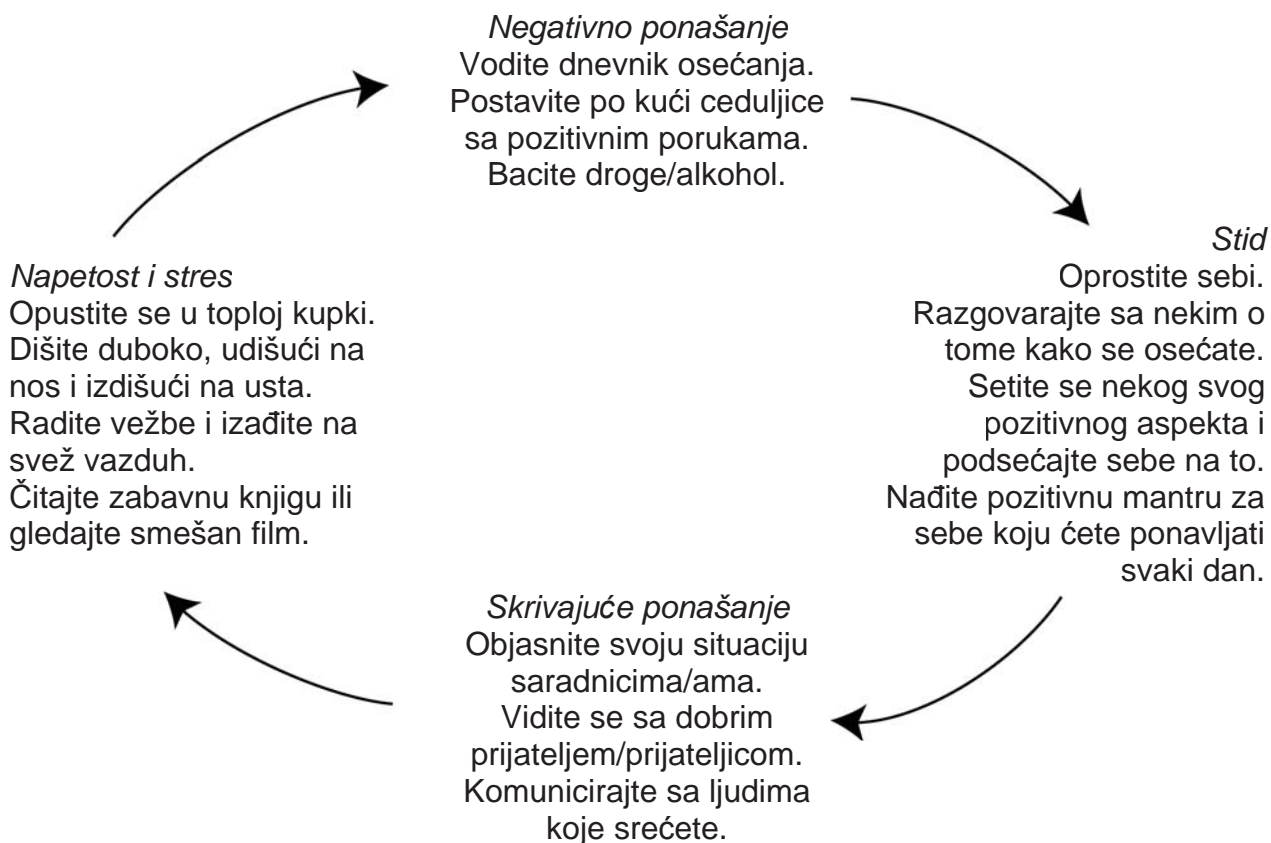 Negativno ponašanje
Vodite dnevnik osećanja.
Postavite po kući ceduljice
sa pozitivnim porukama.
Bacite droge/alkohol.
Stid
Oprostite sebi.
Razgovarajte sa nekim o
tome kako se osećate.
Setite se nekog svog
pozitivnog aspekta i
podsećajte sebe na to.
Nađite pozitivnu mantru za
sebe koju ćete ponavljati
svaki dan.
Skrivajuće ponašanje
Objasnite svoju situaciju
saradnicima/ama.
Vidite se sa dobrim
prijateljem/prijateljicom.
Komunicirajte sa ljudima
koje srećete.
Napetost i stres
Opustite se u toploj kupki.
Dišite duboko, udišući na
nos i izdišući na usta.
Radite vežbe i izađite na
svež vazduh.
Čitajte zabavnu knjigu ili
gledajte smešan film.